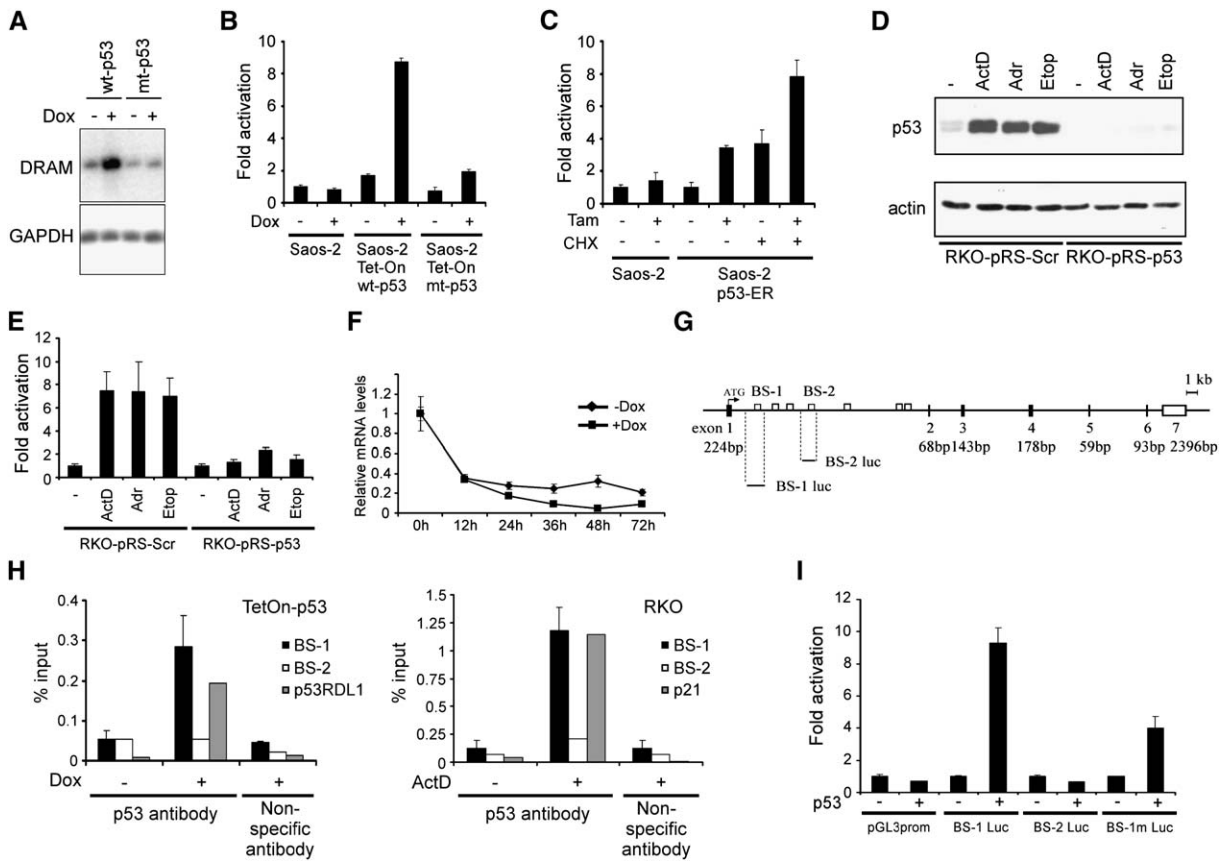 A
wt-p53
mt-p53
Dox - + - +
DRAM
GAPDH
B
Fold activation
10
8
6
4
2
0
Dox - + - + - +
Saos-2
Saos-2
Tet-On
wt-p53
Saos-2
Tet-On
mt-p53
C
Fold activation
10
8
6
4
2
0
Tam - + - + - +
CHX - - - - + +
Saos-2
Saos-2
p53-ER
D
- ActD Adr Etop - ActD Adr Etop
p53
actin
RKO-pRS-Scr RKO-pRS-p53
E
Fold activation
12
10
8
6
4
2
0
- ActD Adr Etop - ActD Adr Etop
RKO-pRS-Scr RKO-pRS-p53
F
Relative mRNA levels
1.2
1
0.8
0.6
0.4
0.2
0
0h 12h 24h 36h 48h 72h
-Dox
+Dox
G
ATG BS-1 BS-2 1 kb
exon 1 2 3 4 5 6 7
224bp 68bp 143bp 178bp 59bp 93bp 2396bp
BS-2 luc
BS-1 luc
H
% input
0.4
0.3
0.2
0.1
0
TetOn-p53
BS-1
BS-2
p53RDL1
Dox - + +
p53 antibody
Non-
specific
antibody
% input
1.5
1.25
1
0.75
0.5
0.25
0
RKO
BS-1
BS-2
p21
ActD - + +
p53 antibody
Non-
specific
antibody
I
Fold activation
12
10
8
6
4
2
0
p53 - + - + - + - +
pGL3prom BS-1 Luc BS-2 Luc BS-1m Luc